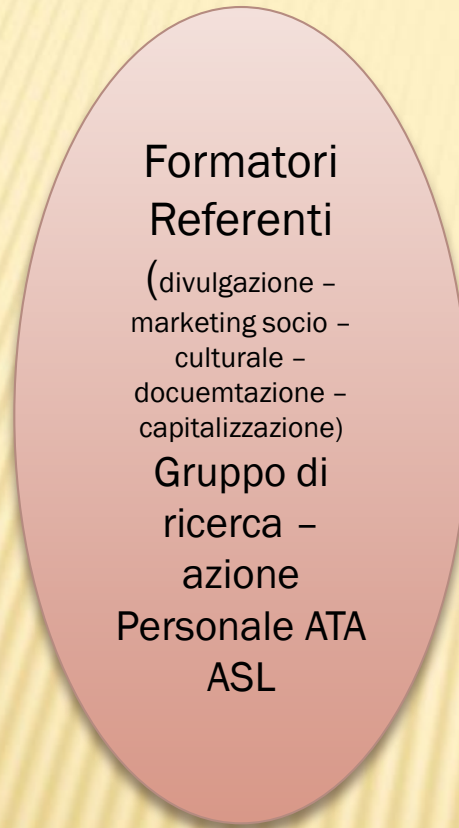 Formatori
Referenti
(divulgazione –
marketing socio –
culturale –
docuemtazione –
capitalizzazione)
Gruppo di
ricerca –
azione
Personale ATA
ASL